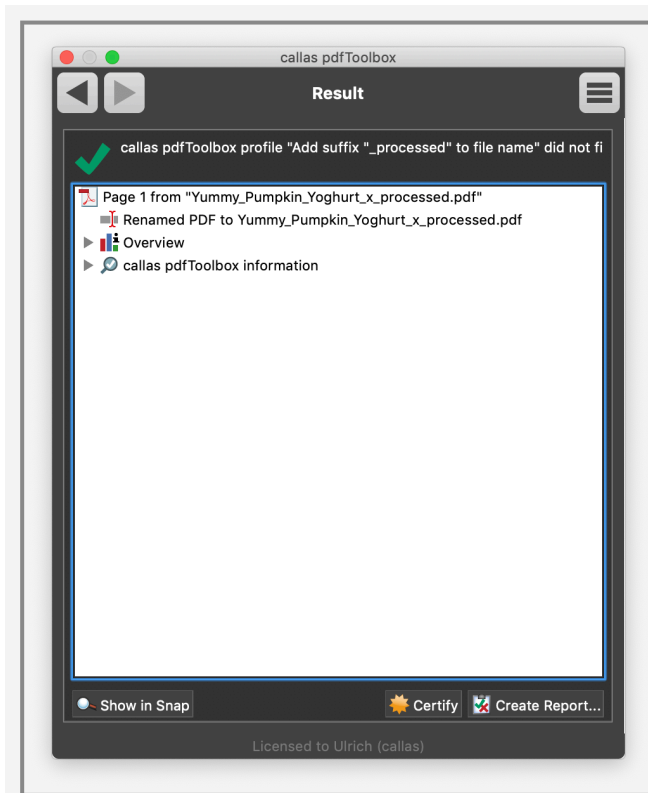 callas pdfToolbox
Result
callas pdfToolbox profile "Add suffix "_processed" to file name" did not fi
Page 1 from "Yummy_Pumpkin_Yoghurt_x_processed.pdf"
Renamed PDF to Yummy_Pumpkin_Yoghurt_x_processed.pdf
Overview
callas pdfToolbox information
Show in Snap
Certify
Create Report...
Licensed to Ulrich (callas)